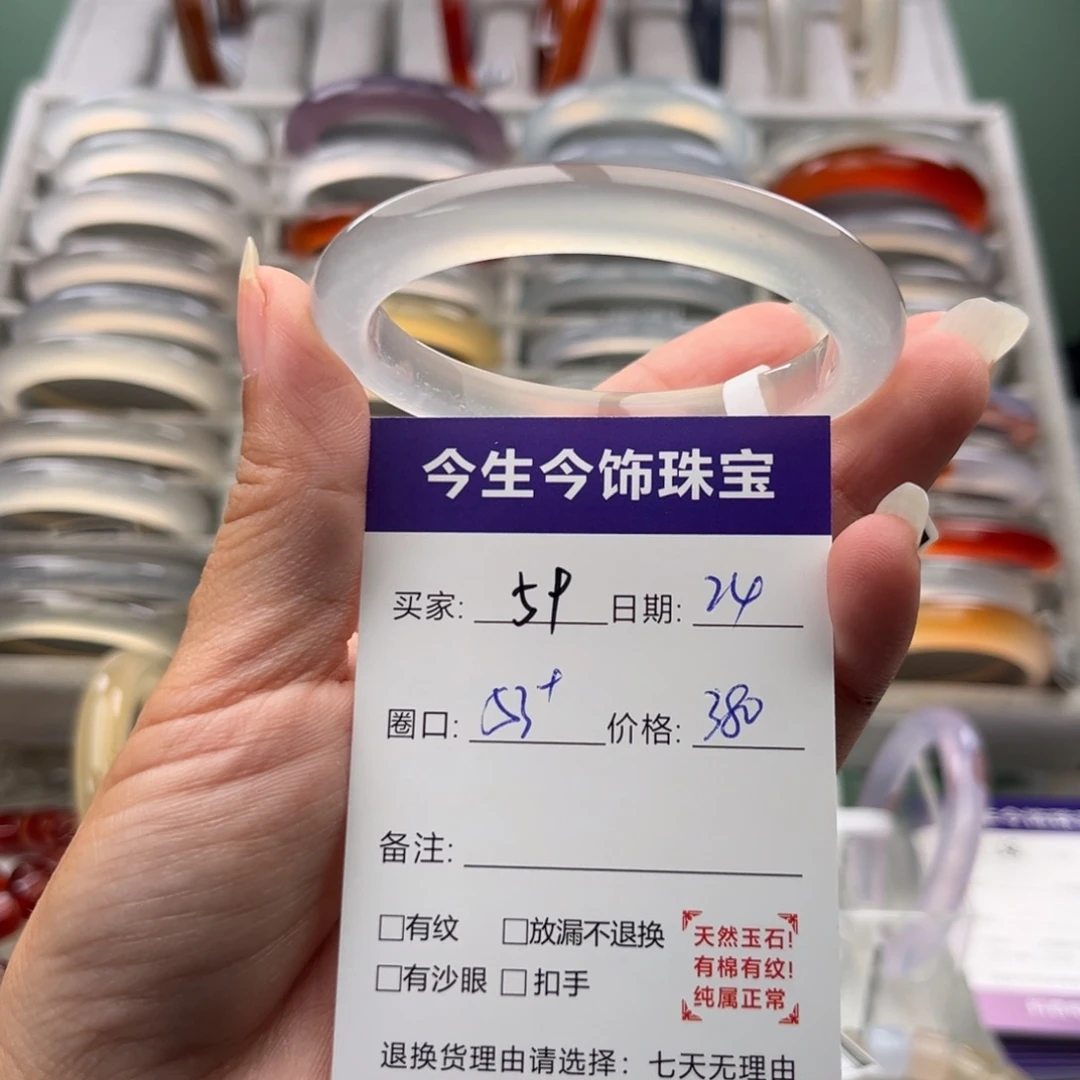 今生今饰珠宝
买家: 59 日期: 24
圈口: 53+ 价格: 380
备注:
□有纹 □放漏不退换
□有沙眼 □扣手
天然玉石!
有棉有纹!
纯属正常
退换货理由请选择：七天无理由